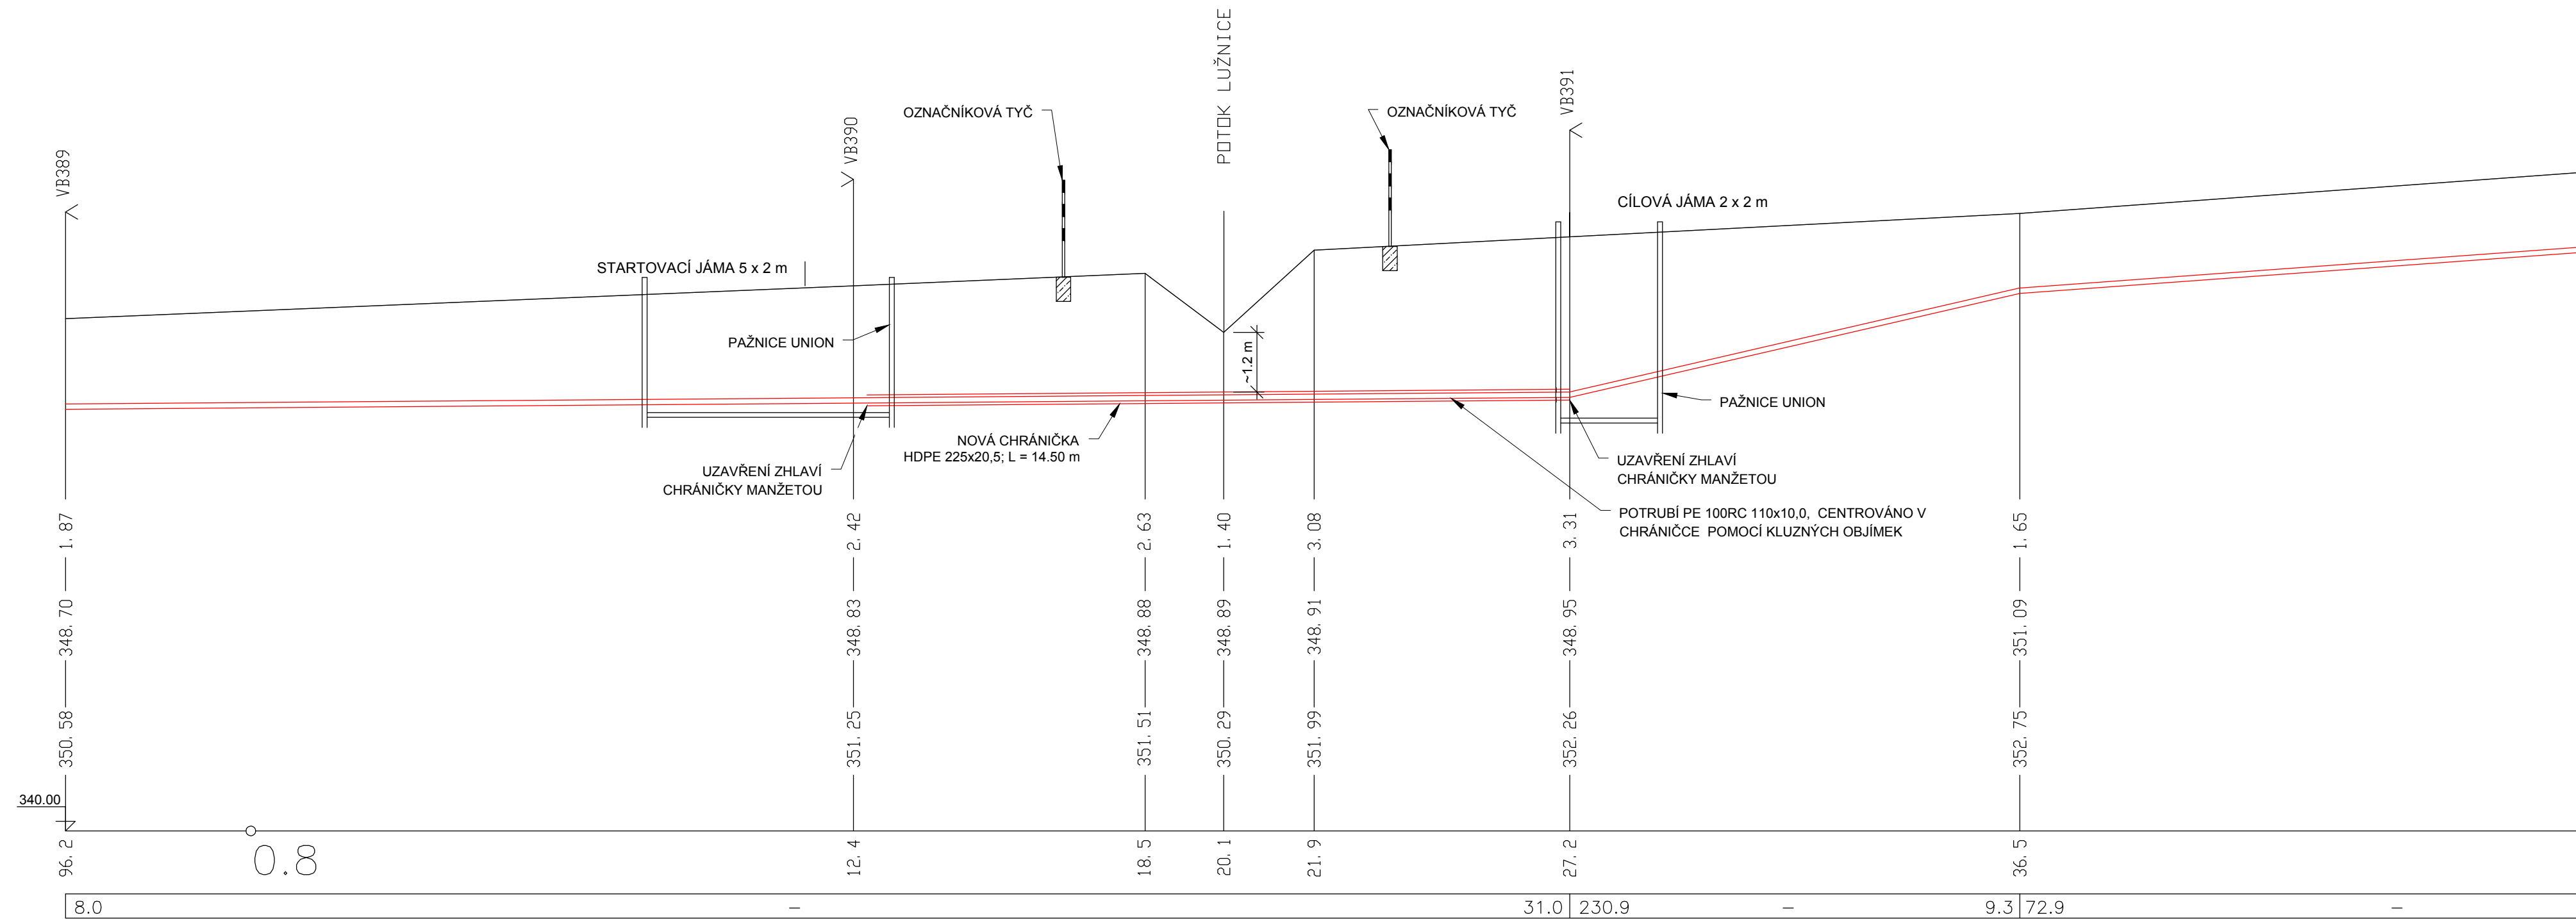 POTOK LUŽNICE
VB389
VB390
VB391
OZNAČNÍKOVÁ TYČ
OZNAČNÍKOVÁ TYČ
CÍLOVÁ JÁMA 2 x 2 m
STARTOVACÍ JÁMA 5 x 2 m
PAŽNICE UNION
~1.2 m
PAŽNICE UNION
NOVÁ CHRÁNIČKA
HDPE 225x20,5; L = 14.50 m
UZAVŘENÍ ZHLAVÍ
CHRÁNIČKY MANŽETOU
UZAVŘENÍ ZHLAVÍ
CHRÁNIČKY MANŽETOU
POTRUBÍ PE 100RC 110x10,0, CENTROVÁNO V
CHRÁNIČCE POMOCÍ KLUZNÝCH OBJÍMEK
1.87 2.42 2.63 1.40 3.08 3.31 1.65
348.70 348.83 348.88 348.89 348.91 348.95 351.09
350.58 351.25 351.51 350.29 351.99 352.26 352.75
340.00
96.2 12.4 18.5 20.1 21.9 27.2 36.5
0.8
8.0 – 31.0 230.9 – 9.3 72.9 –